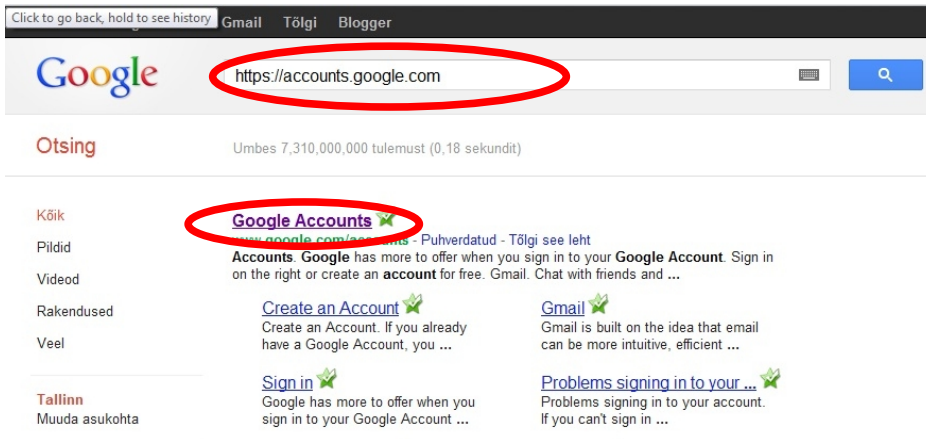 Click to go back, hold to see history Gmail Tõlgi Blogger
Google https://accounts.google.com
Otsing Umbes 7,310,000,000 tulemust (0,18 sekundit)
Kõik
Pildid
Videod
Rakendused
Veel
Tallinn
Muuda asukohta
Google Accounts
www.google.com/accounts - Puhverdatud - Tõlgi see leht
Accounts. Google has more to offer when you sign in to your Google Account. Sign in
on the right or create an account for free. Gmail. Chat with friends and ...
Create an Account
Create an Account. If you already
have a Google Account, you ...
Gmail
Gmail is built on the idea that email
can be more intuitive, efficient ...
Sign in
Google has more to offer when you
sign in to your Google Account ...
Problems signing in to your ...
Problems signing in to your account.
If you can't sign in ...